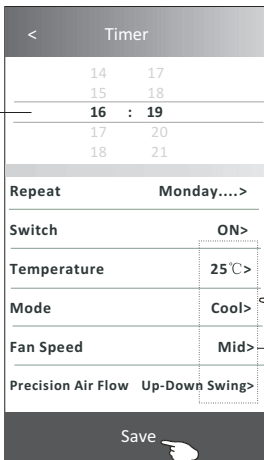 < Timer
14 17
15 18
16 : 19
17 20
18 21
Repeat Monday....>
Switch ON>
Temperature 25℃>
Mode Cool>
Fan Speed Mid>
Precision Air Flow Up-Down Swing>
Save